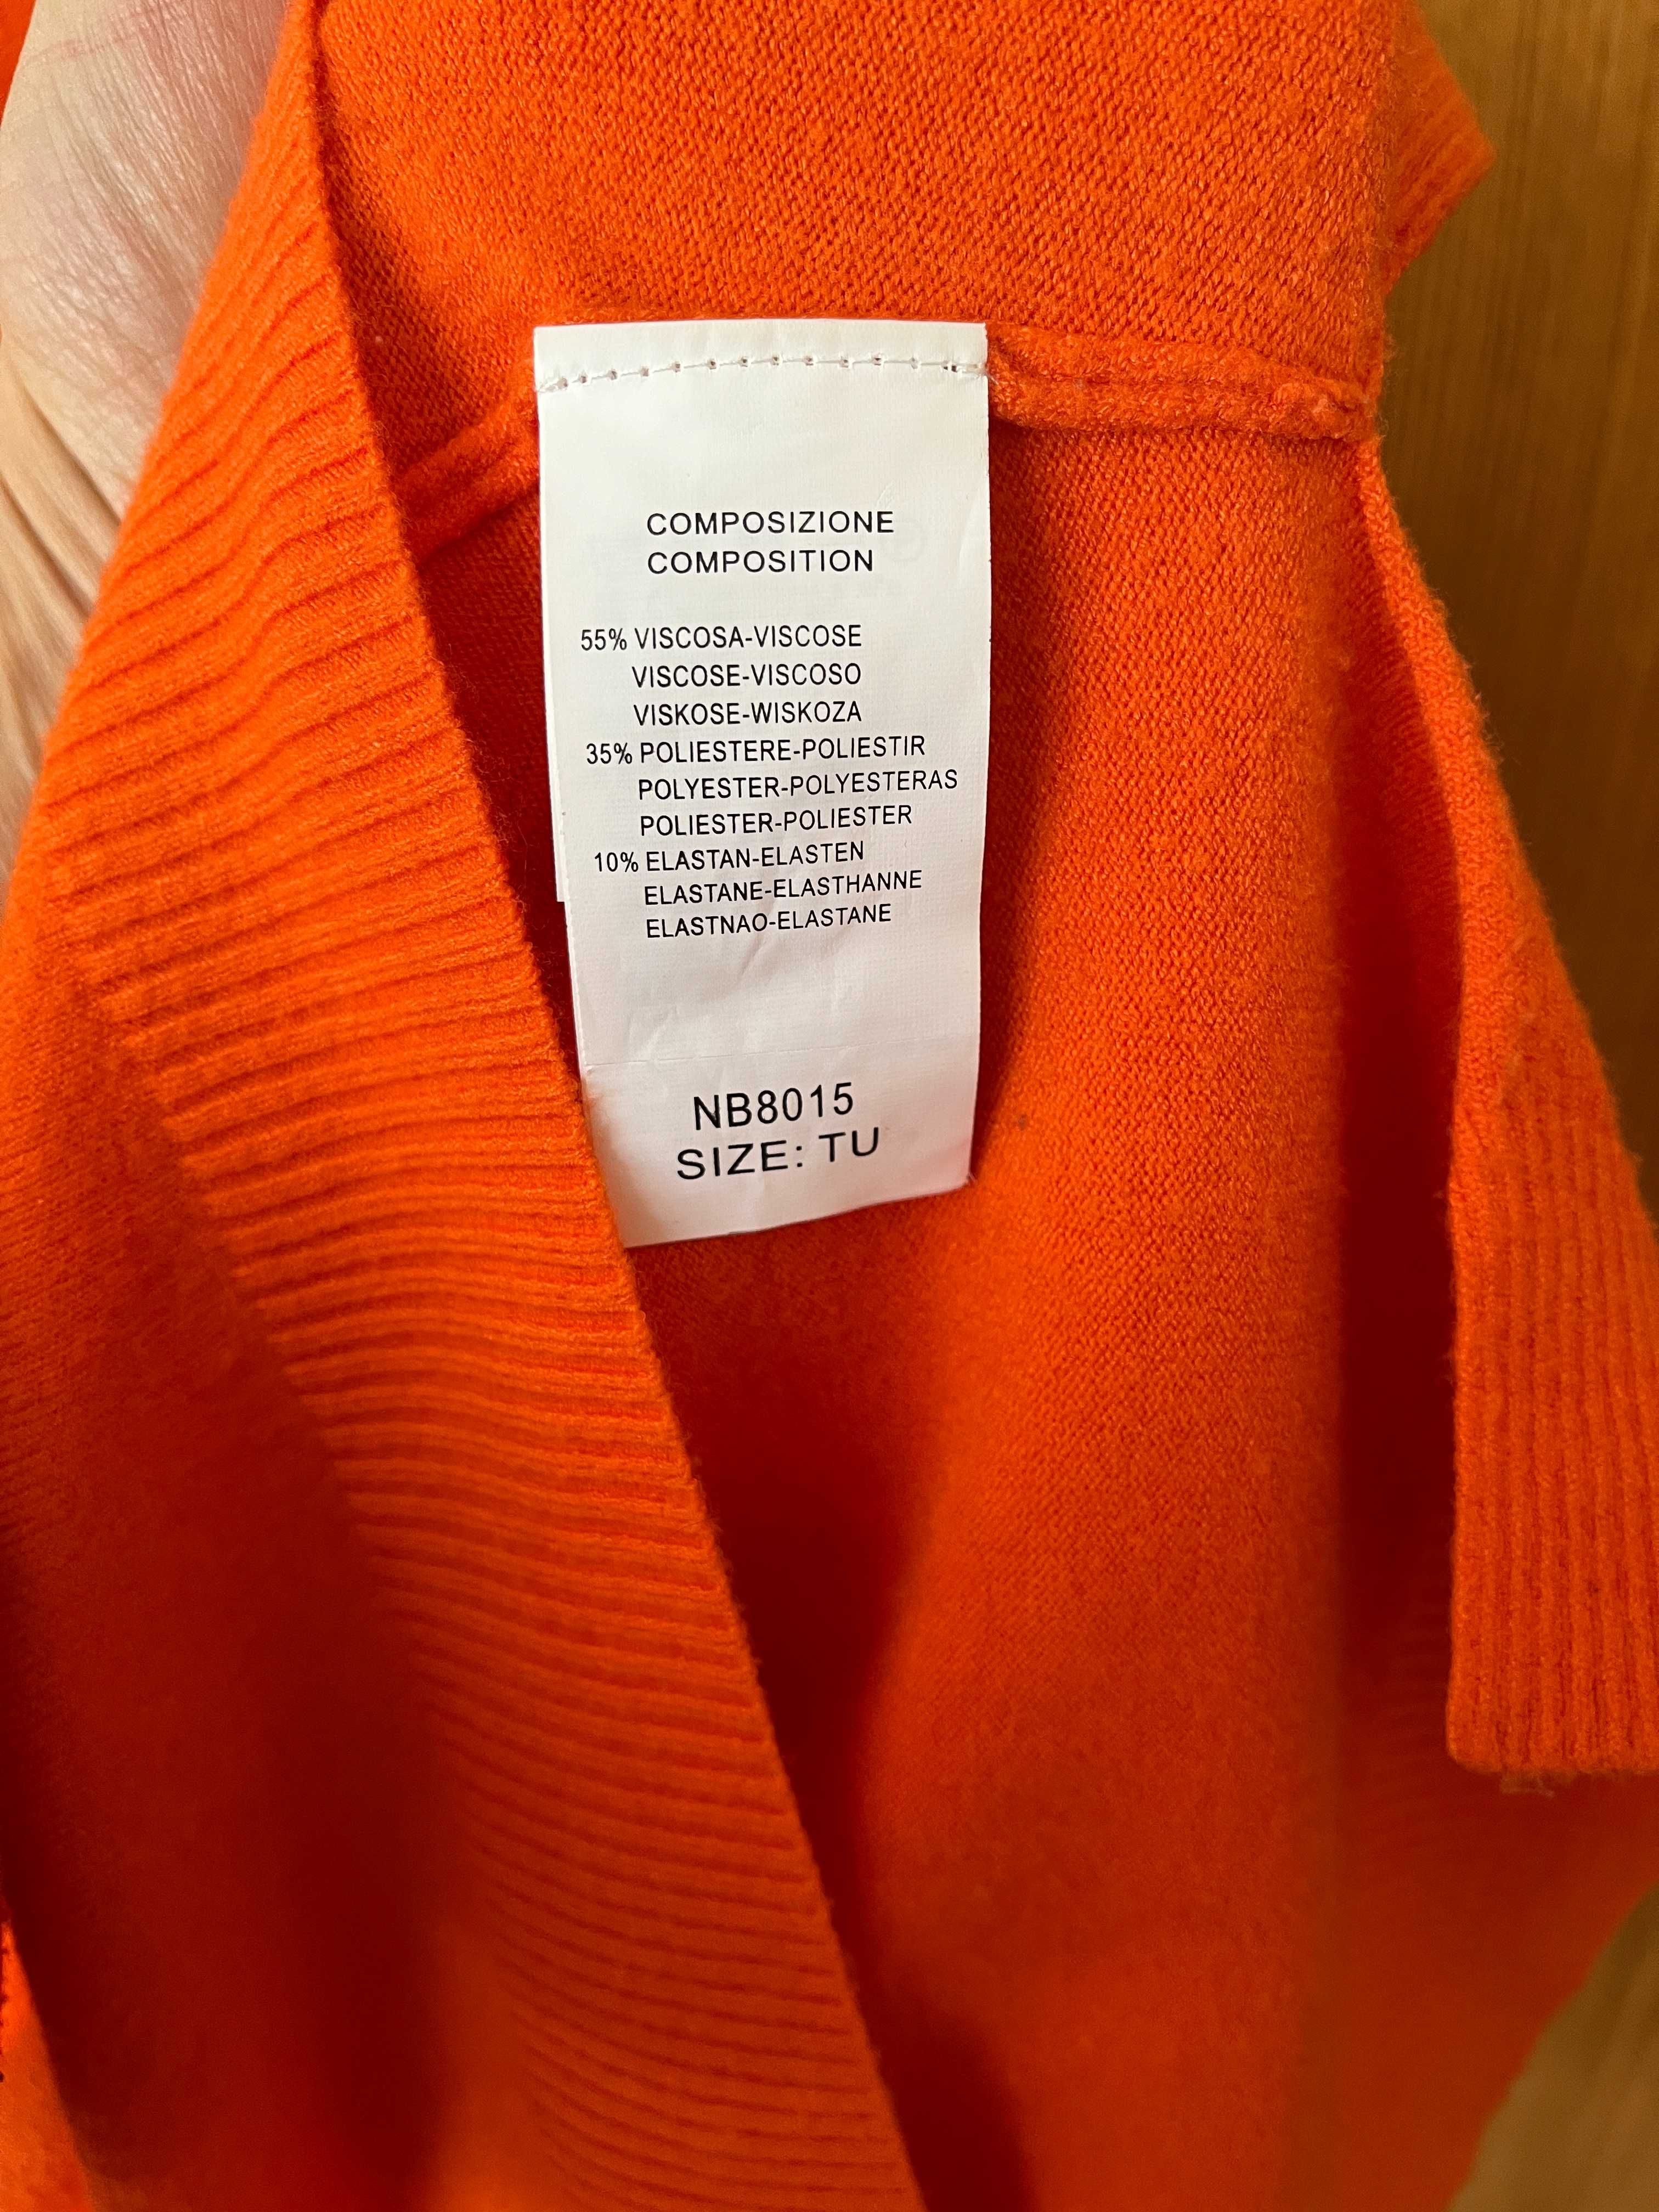 COMPOSIZIONE
COMPOSITION
55% VISCOSA-VISCOSE
VISCOSE-VISCOSO
VISKOSE-WISKOZA
35% POLIESTERE-POLIESTIR
POLYESTER-POLYESTERAS
POLIESTER-POLIESTER
10% ELASTAN-ELASTEN
ELASTANE-ELASTHANNE
ELASTNAO-ELASTANE
NB8015
SIZE: TU